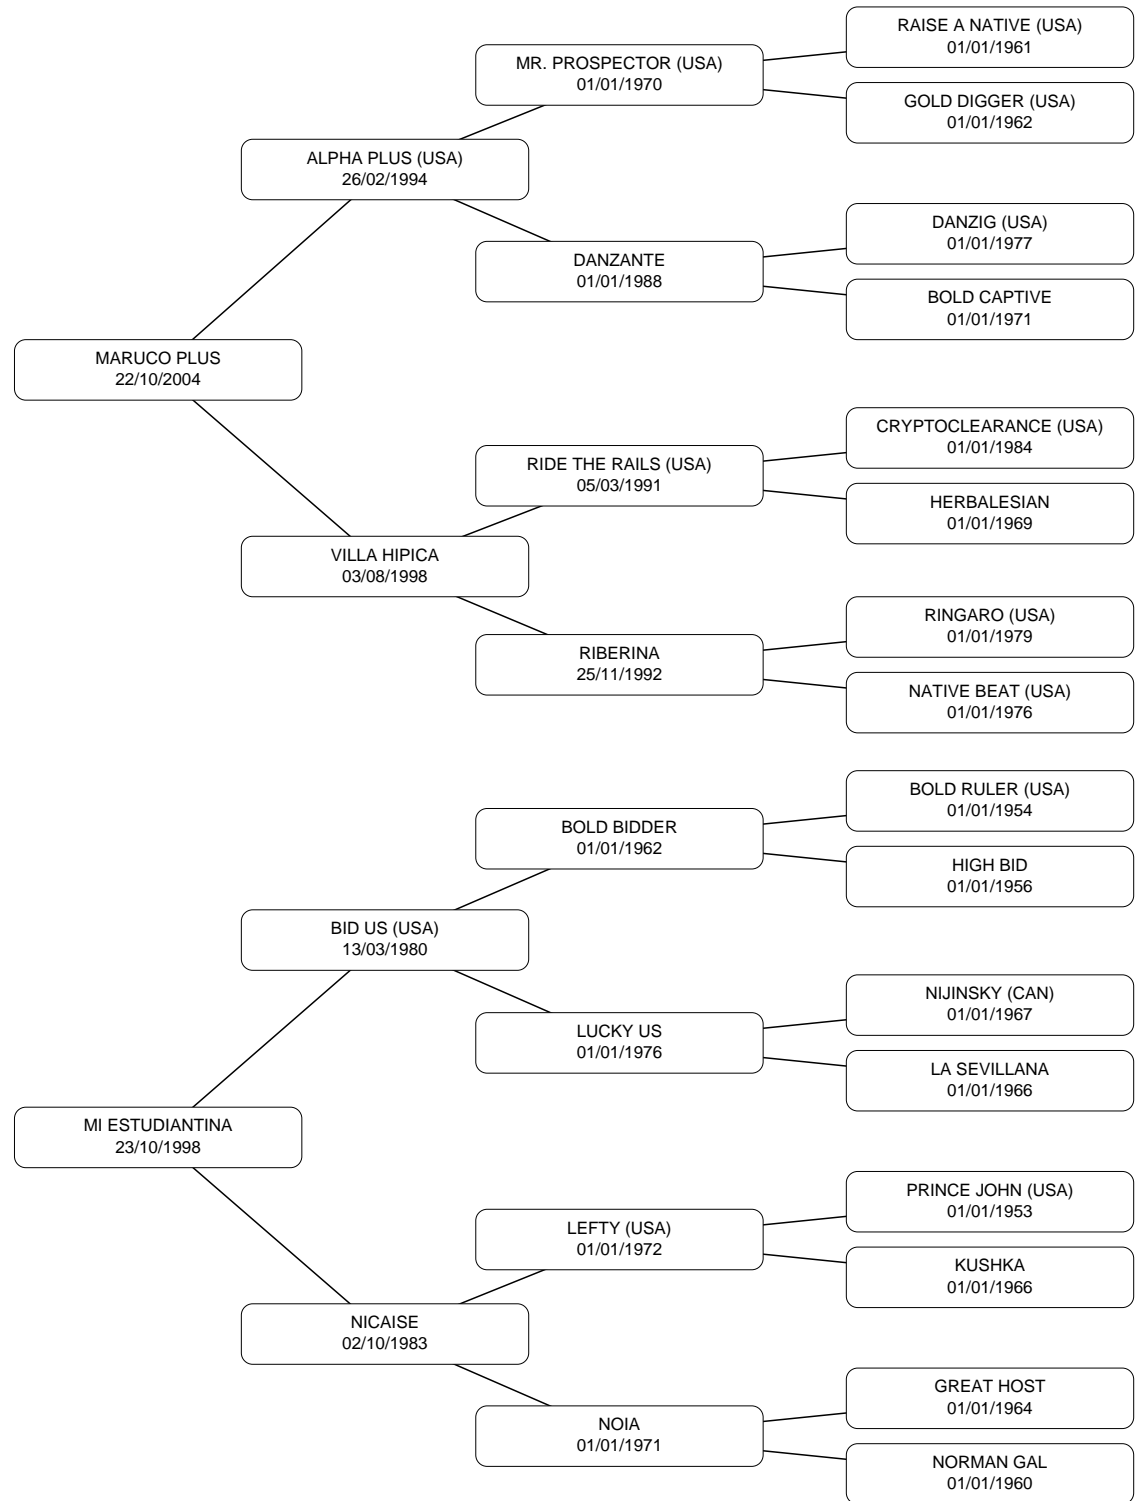 RAISE A NATIVE (USA)
01/01/1961
MR. PROSPECTOR (USA)
01/01/1970
GOLD DIGGER (USA)
01/01/1962
ALPHA PLUS (USA)
26/02/1994
DANZIG (USA)
01/01/1977
DANZANTE
01/01/1988
BOLD CAPTIVE
01/01/1971
MARUCO PLUS
22/10/2004
CRYPTOCLEARANCE (USA)
01/01/1984
RIDE THE RAILS (USA)
05/03/1991
HERBALESIAN
01/01/1969
VILLA HIPICA
03/08/1998
RINGARO (USA)
01/01/1979
RIBERINA
25/11/1992
NATIVE BEAT (USA)
01/01/1976
BOLD RULER (USA)
01/01/1954
BOLD BIDDER
01/01/1962
HIGH BID
01/01/1956
BID US (USA)
13/03/1980
NIJINSKY (CAN)
01/01/1967
LUCKY US
01/01/1976
LA SEVILLANA
01/01/1966
MI ESTUDIANTINA
23/10/1998
PRINCE JOHN (USA)
01/01/1953
LEFTY (USA)
01/01/1972
KUSHKA
01/01/1966
NICAISE
02/10/1983
GREAT HOST
01/01/1964
NOIA
01/01/1971
NORMAN GAL
01/01/1960